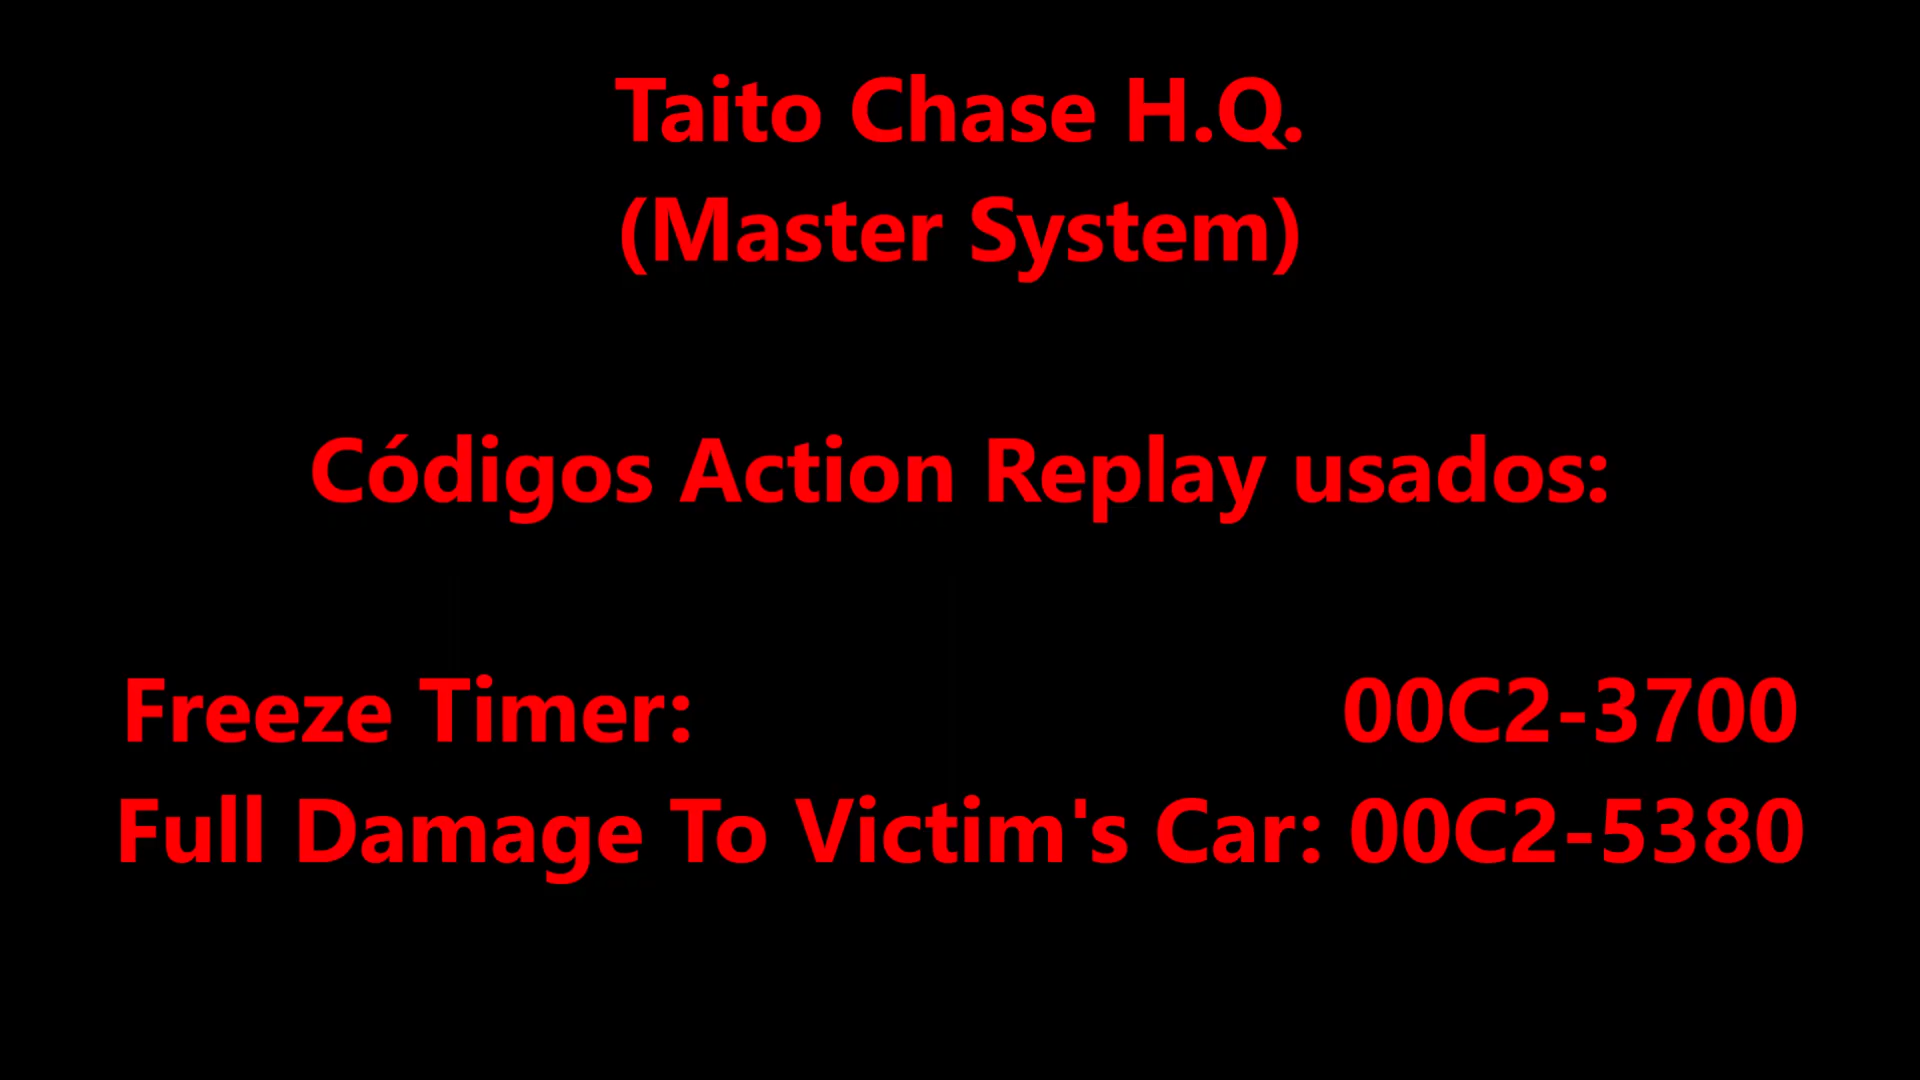 Taito Chase H.Q.
(Master System)
Códigos Action Replay usados:
Freeze Timer: 00C2-3700
Full Damage To Victim's Car: 00C2-5380